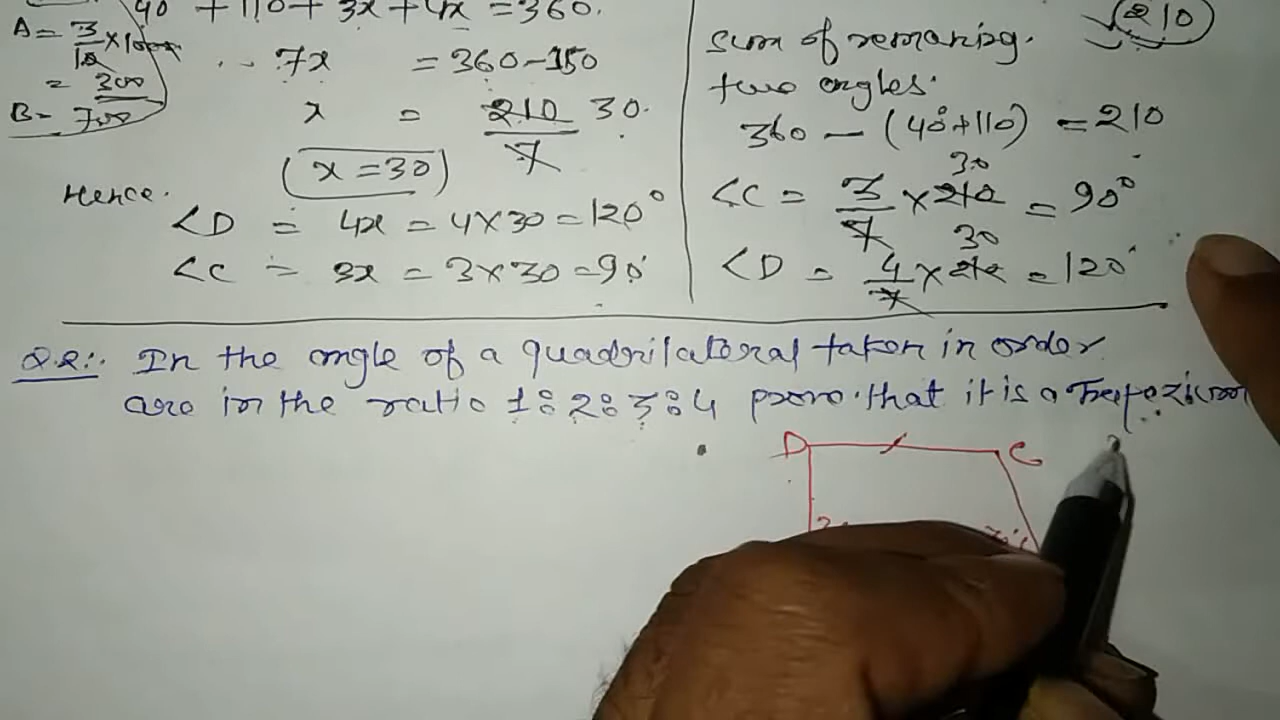 40 + 110 + 3x + 4x = 360.
A = 3/10 × 1000
= 300
B = 700
∴ 7x = 360 - 150
x = 210/7 30.
(x = 30)
Hence.
∠D = 4x = 4 × 30 = 120°
∠C = 3x = 3 × 30 = 90°
210
sum of remaning.
two angles.
360 - (40° + 110) = 210
30
∠C = 3/7 × 210 = 90°
30
∠D = 4/7 × 210 = 120°
Q.2:. In the angle of a quadrilateral taken in order.
are in the ratio 1:2:3:4 prove that it is a
D C